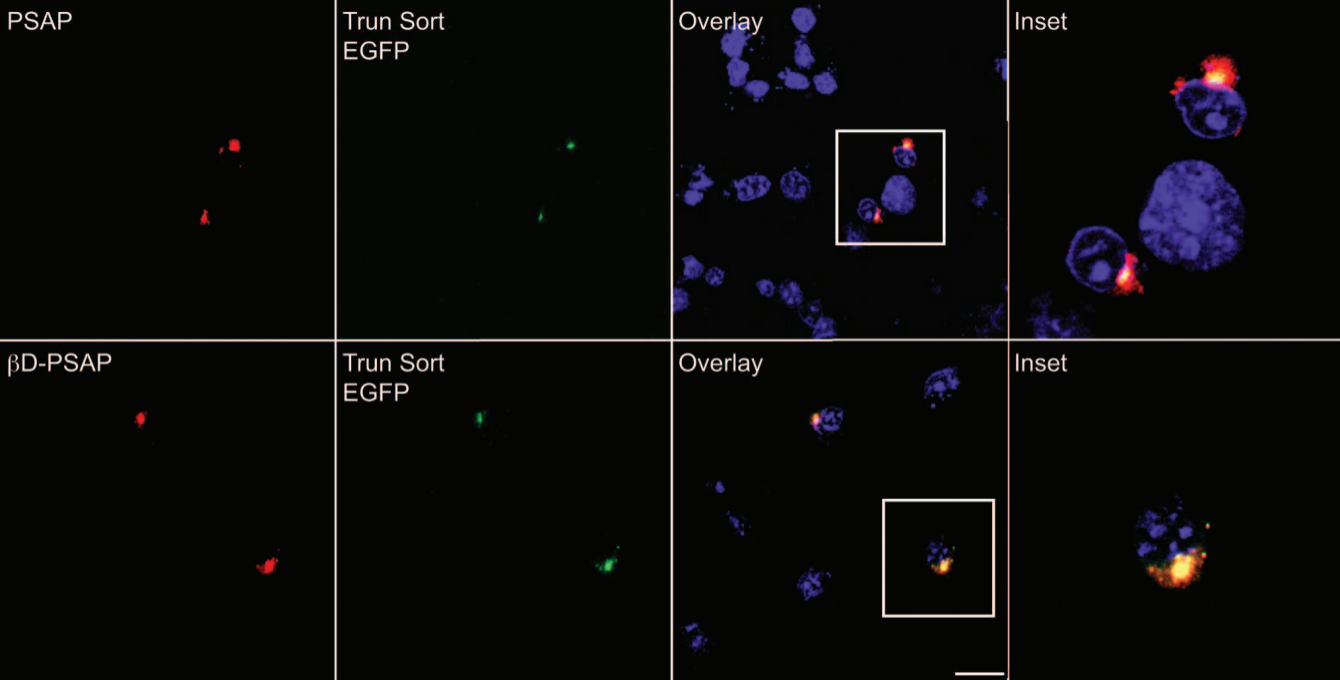 PSAP
Trun Sort
EGFP
Overlay
Inset
βD-PSAP
Trun Sort
EGFP
Overlay
Inset